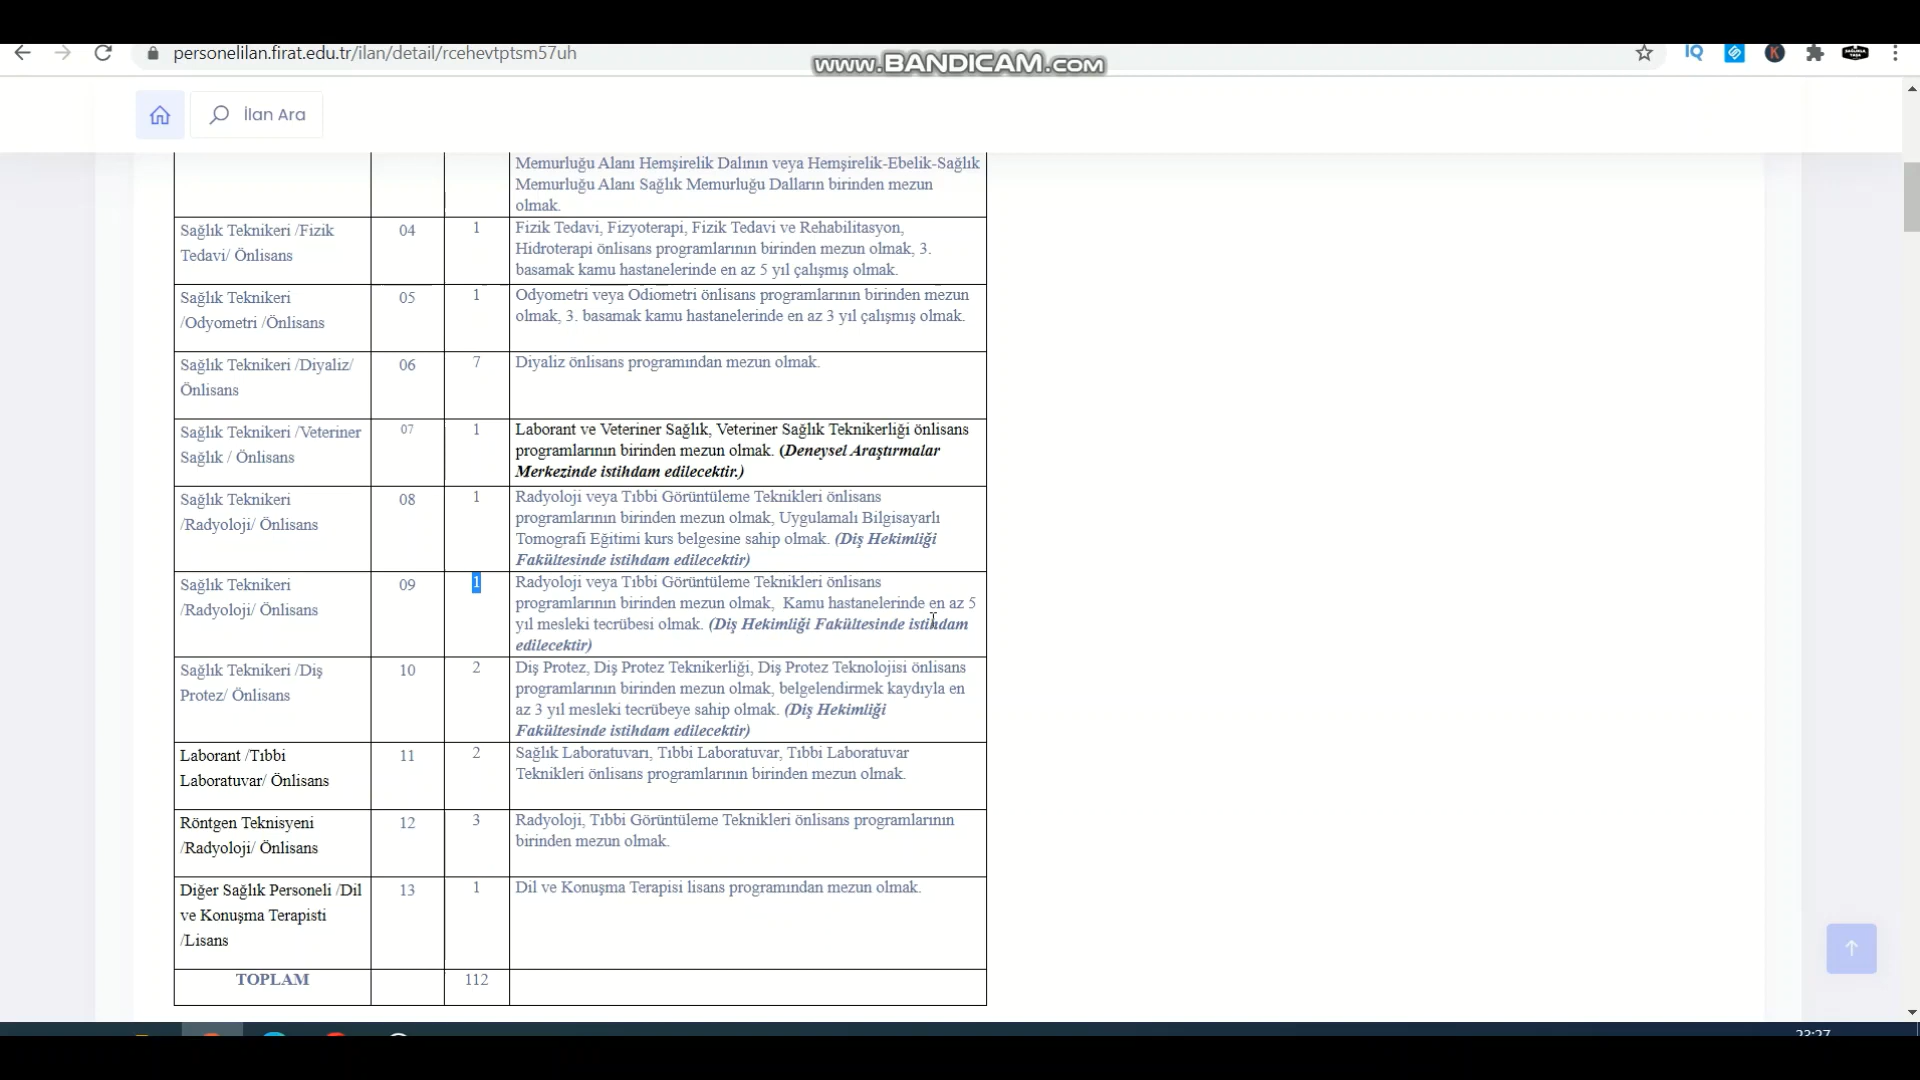 personelilan.firat.edu.tr/ilan/detail/rcehevtptsm57uh
www.BANDICAM.com
İlan Ara
Memurluğu Alanı Hemşirelik Dalının veya Hemşirelik-Ebelik-Sağlık
Memurluğu Alanı Sağlık Memurluğu Dalların birinden mezun
olmak.
Sağlık Teknikeri /Fizik
Tedavi/ Önlisans
04
1
Fizik Tedavi, Fizyoterapi, Fizik Tedavi ve Rehabilitasyon,
Hidroterapi önlisans programlarının birinden mezun olmak, 3.
basamak kamu hastanelerinde en az 5 yıl çalışmış olmak.
Sağlık Teknikeri
/Odyometri /Önlisans
05
1
Odyometri veya Odiometri önlisans programlarının birinden mezun
olmak, 3. basamak kamu hastanelerinde en az 3 yıl çalışmış olmak.
Sağlık Teknikeri /Diyaliz/
Önlisans
06
7
Diyaliz önlisans programından mezun olmak.
Sağlık Teknikeri /Veteriner
Sağlık / Önlisans
07
1
Laborant ve Veteriner Sağlık, Veteriner Sağlık Teknikerliği önlisans
programlarının birinden mezun olmak. (Deneysel Araştırmalar
Merkezinde istihdam edilecektir.)
Sağlık Teknikeri
/Radyoloji/ Önlisans
08
1
Radyoloji veya Tıbbi Görüntüleme Teknikleri önlisans
programlarının birinden mezun olmak, Uygulamalı Bilgisayarlı
Tomografi Eğitimi kurs belgesine sahip olmak. (Diş Hekimliği
Fakültesinde istihdam edilecektir)
Sağlık Teknikeri
/Radyoloji/ Önlisans
09
1
Radyoloji veya Tıbbi Görüntüleme Teknikleri önlisans
programlarının birinden mezun olmak, Kamu hastanelerinde en az 5
yıl mesleki tecrübesi olmak. (Diş Hekimliği Fakültesinde istihdam
edilecektir)
Sağlık Teknikeri /Diş
Protez/ Önlisans
10
2
Diş Protez, Diş Protez Teknikerliği, Diş Protez Teknolojisi önlisans
programlarının birinden mezun olmak, belgelendirmek kaydıyla en
az 3 yıl mesleki tecrübeye sahip olmak. (Diş Hekimliği
Fakültesinde istihdam edilecektir)
Laborant /Tıbbi
Laboratuvar/ Önlisans
11
2
Sağlık Laboratuvarı, Tıbbi Laboratuvar, Tıbbi Laboratuvar
Teknikleri önlisans programlarının birinden mezun olmak.
Röntgen Teknisyeni
/Radyoloji/ Önlisans
12
3
Radyoloji, Tıbbi Görüntüleme Teknikleri önlisans programlarının
birinden mezun olmak.
Diğer Sağlık Personeli /Dil
ve Konuşma Terapisti
/Lisans
13
1
Dil ve Konuşma Terapisi lisans programından mezun olmak.
TOPLAM
112
23:27